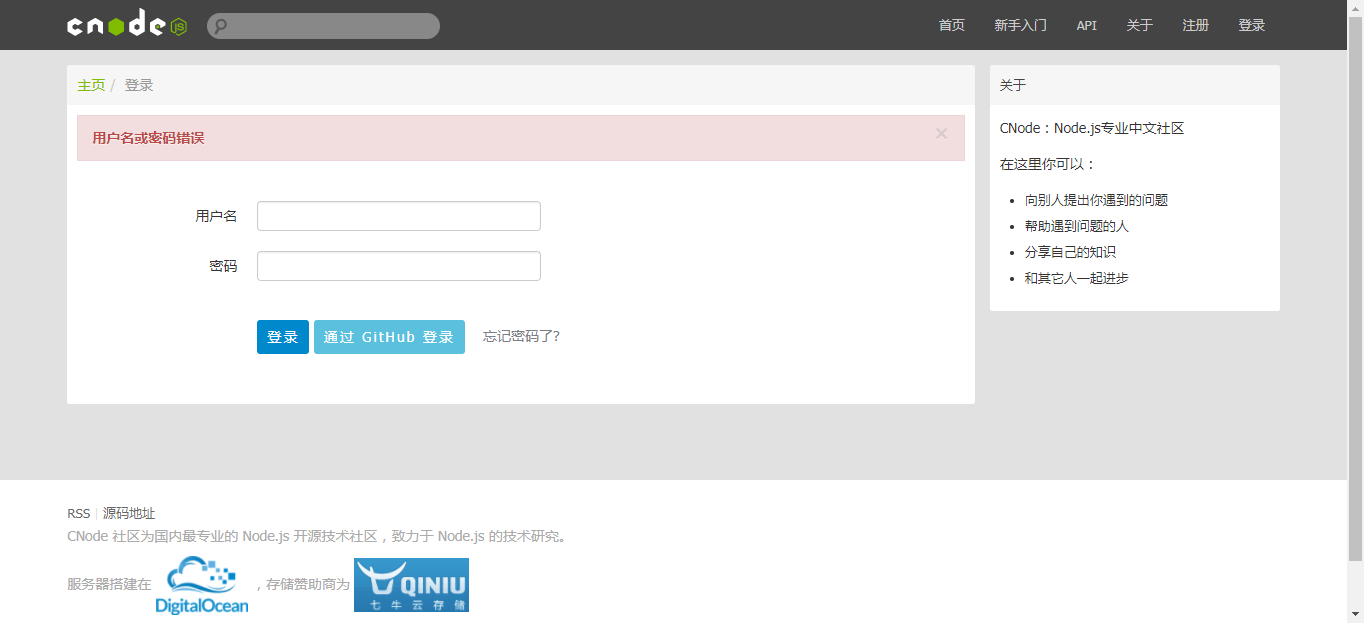 cnode JS
首页 新手入门 API 关于 注册 登录
主页 / 登录
用户名或密码错误 ×
用户名
密码
登录 通过 GitHub 登录 忘记密码了?
关于
CNode：Node.js专业中文社区
在这里你可以：
向别人提出你遇到的问题
帮助遇到问题的人
分享自己的知识
和其它人一起进步
RSS | 源码地址
CNode 社区为国内最专业的 Node.js 开源技术社区，致力于 Node.js 的技术研究。
服务器搭建在 DigitalOcean ，存储赞助商为 QINIU
七牛云存储